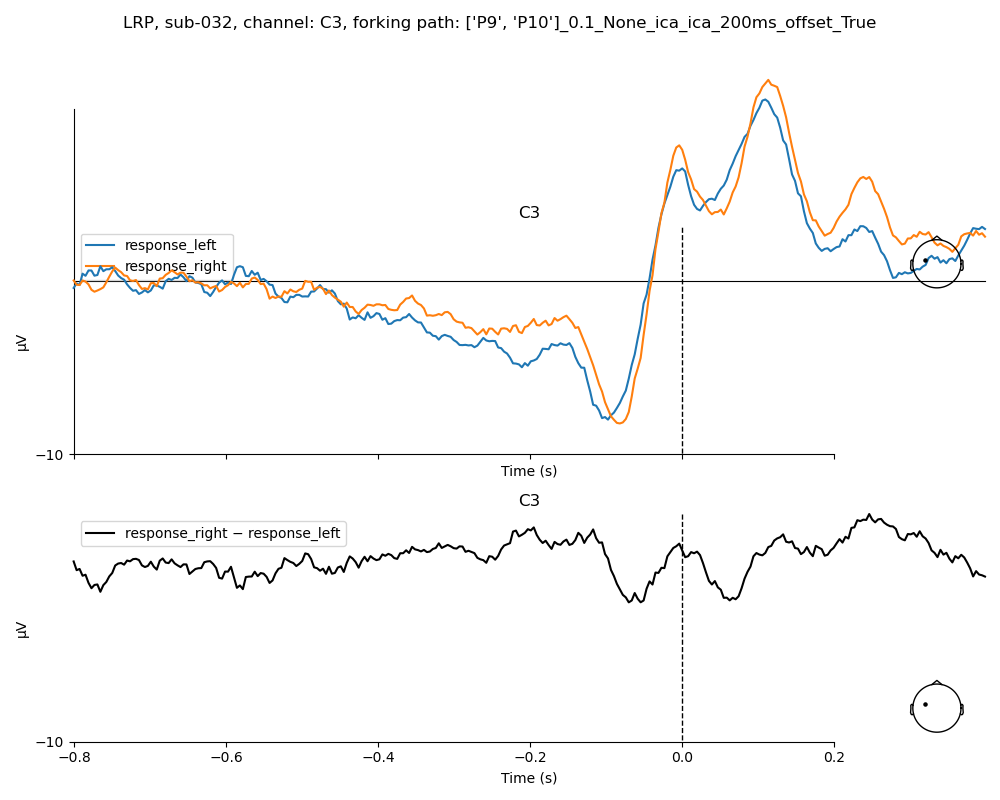 LRP, sub-032, channel: C3, forking path: ['P9', 'P10']_0.1_None_ica_ica_200ms_offset_True
C3
response_left
response_right
µV
−10
Time (s)
C3
response_right − response_left
µV
−10
−0.8 −0.6 −0.4 −0.2 0.0 0.2
Time (s)